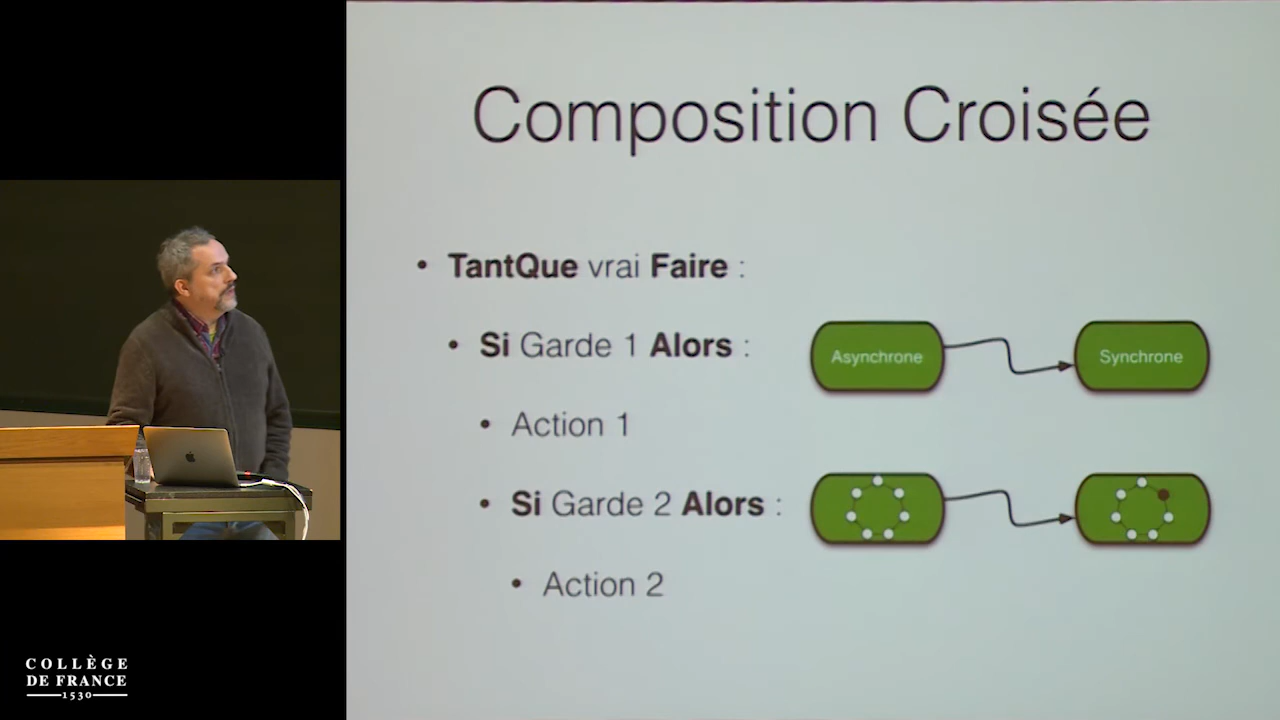 Composition Croisée
• TantQue vrai Faire :
• Si Garde 1 Alors :
• Action 1
• Si Garde 2 Alors :
• Action 2
Asynchrone
Synchrone
COLLÈGE
DE FRANCE
1530